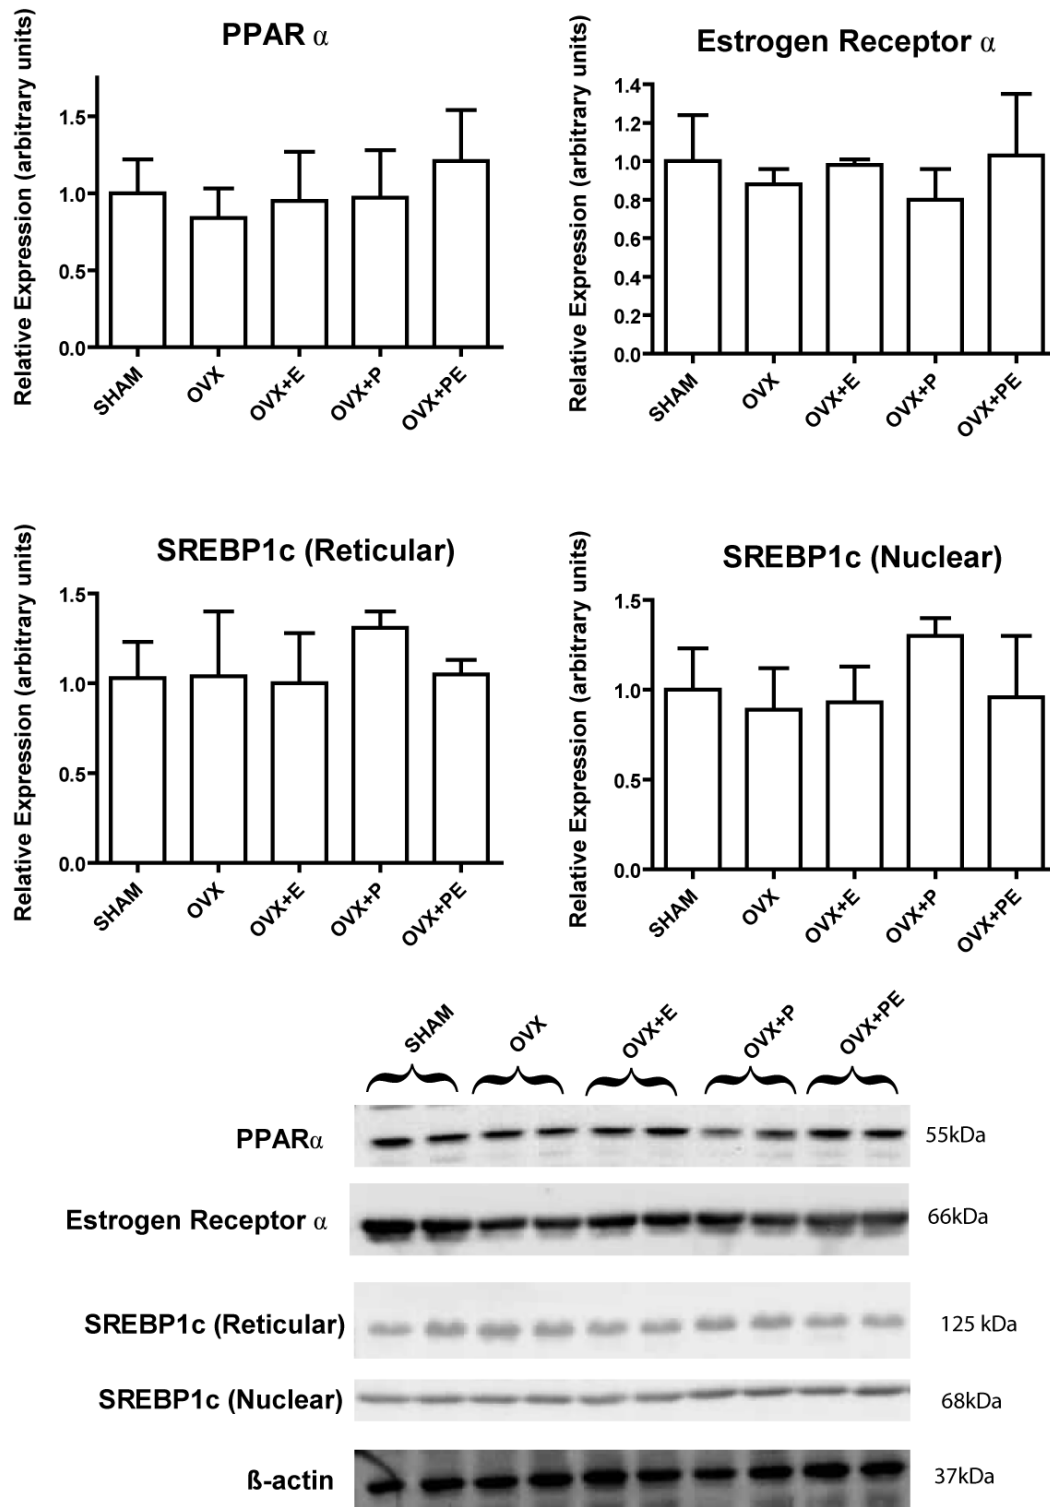 PPAR α
Relative Expression (arbitrary units)
1.5
1.0
0.5
0.0
SHAM
OVX
OVX+E
OVX+P
OVX+PE
Estrogen Receptor α
Relative Expression (arbitrary units)
1.4
1.2
1.0
0.8
0.6
0.4
0.2
0.0
SHAM
OVX
OVX+E
OVX+P
OVX+PE
SREBP1c (Reticular)
Relative Expression (arbitrary units)
1.5
1.0
0.5
0.0
SHAM
OVX
OVX+E
OVX+P
OVX+PE
SREBP1c (Nuclear)
Relative Expression (arbitrary units)
1.5
1.0
0.5
0.0
SHAM
OVX
OVX+E
OVX+P
OVX+PE
SHAM
OVX
OVX+E
OVX+P
OVX+PE
PPARα 55kDa
Estrogen Receptor α 66kDa
SREBP1c (Reticular) 125 kDa
SREBP1c (Nuclear) 68kDa
ß-actin 37kDa